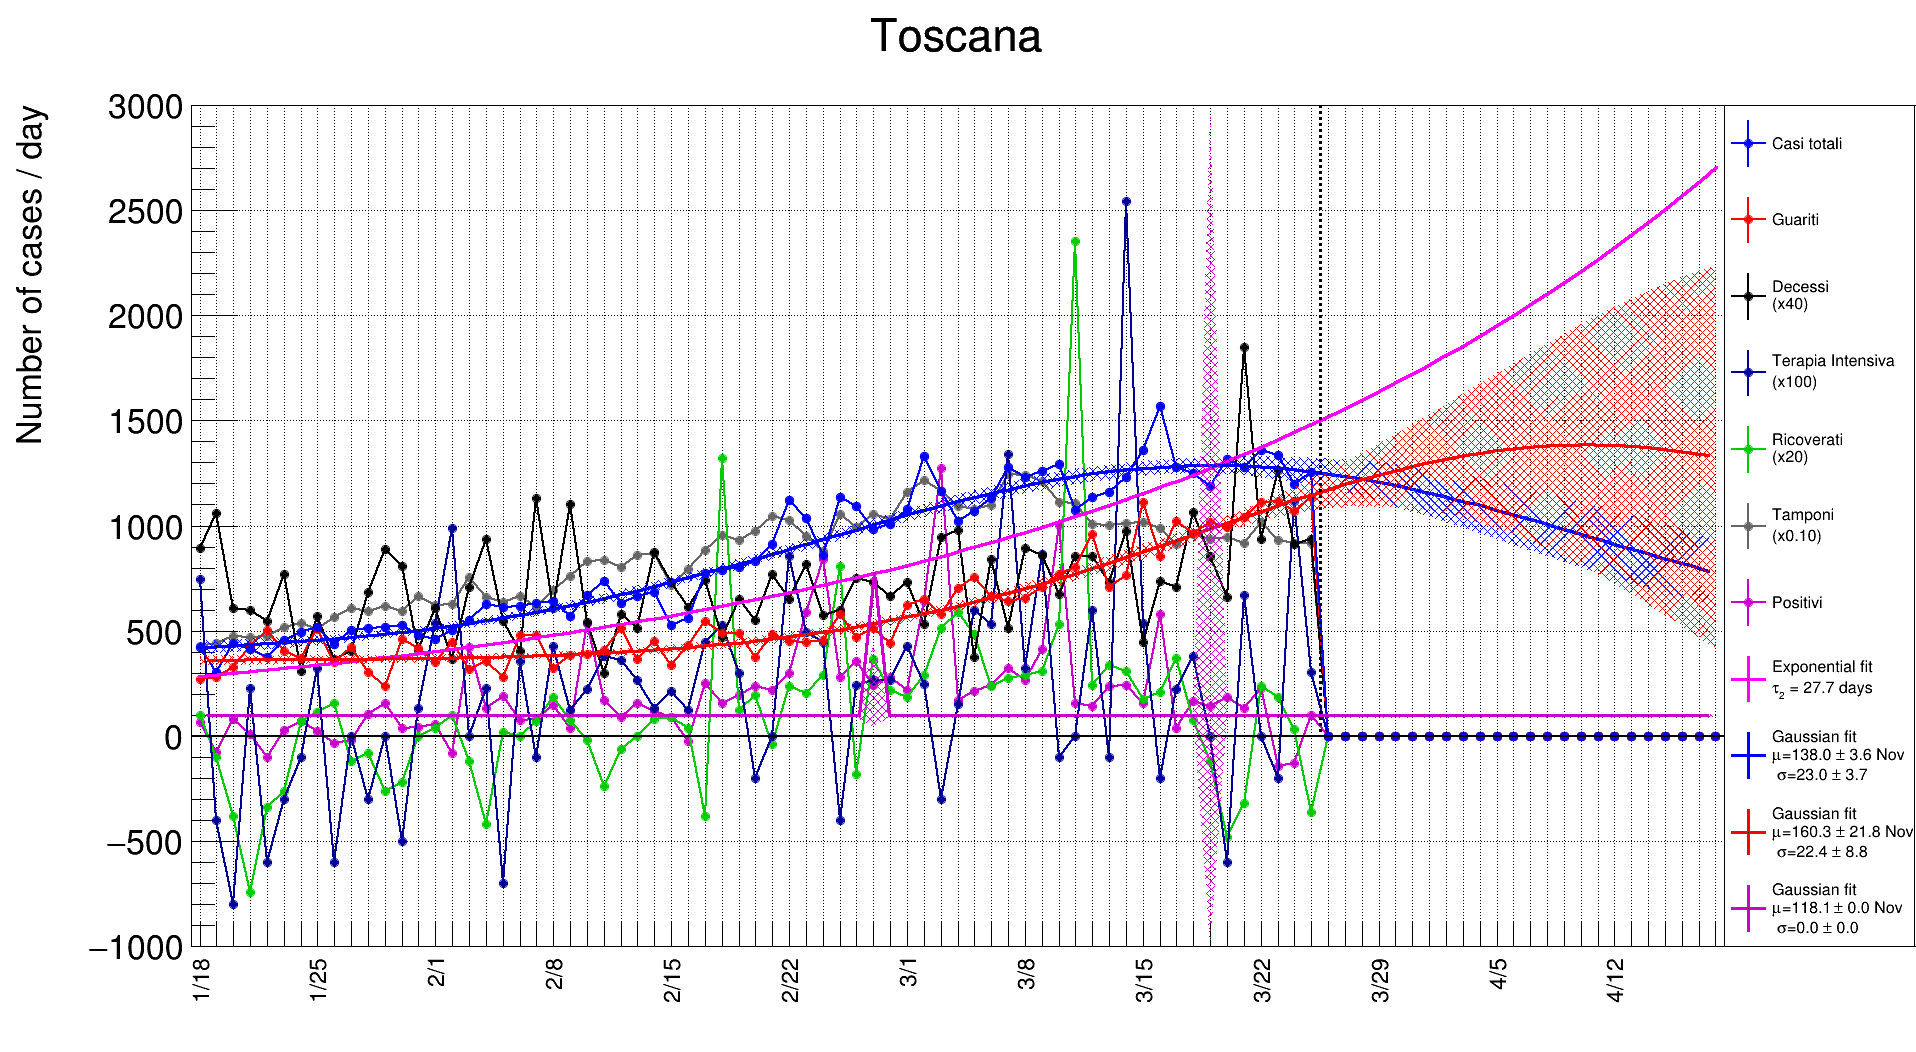 Toscana
Number of cases / day
3000
2500
2000
1500
1000
500
0
−500
−1000
1/18
1/25
2/1
2/8
2/15
2/22
3/1
3/8
3/15
3/22
3/29
4/5
4/12
Casi totali
Guariti
Decessi
(x40)
Terapia Intensiva
(x100)
Ricoverati
(x20)
Tamponi
(x0.10)
Positivi
Exponential fit
τ₂ = 27.7 days
Gaussian fit
μ=138.0 ± 3.6 Nov
σ=23.0 ± 3.7
Gaussian fit
μ=160.3 ± 21.8 Nov
σ=22.4 ± 8.8
Gaussian fit
μ=118.1 ± 0.0 Nov
σ=0.0 ± 0.0